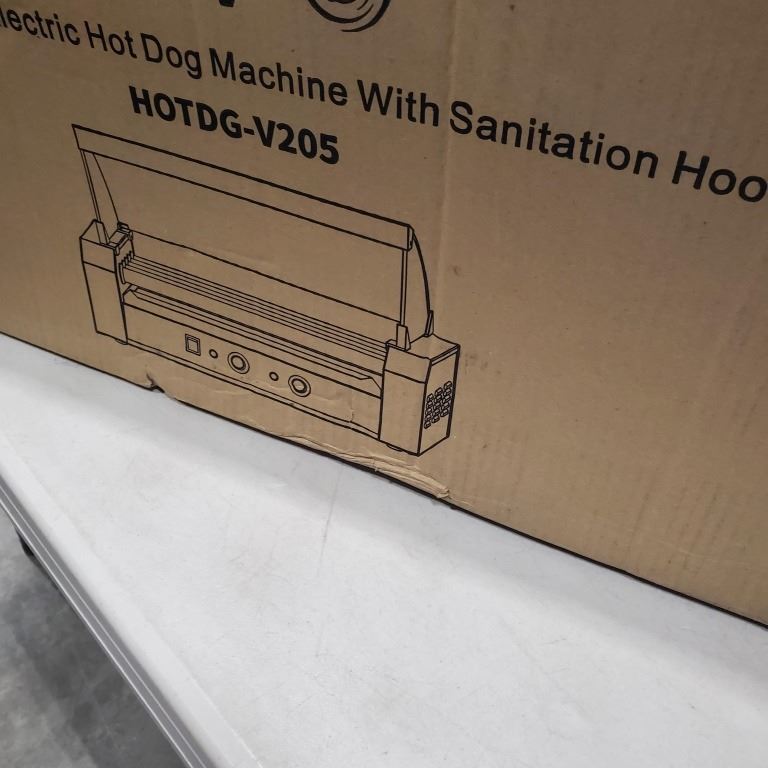 lectric Hot Dog Machine With Sanitation Hoo
HOTDG-V205